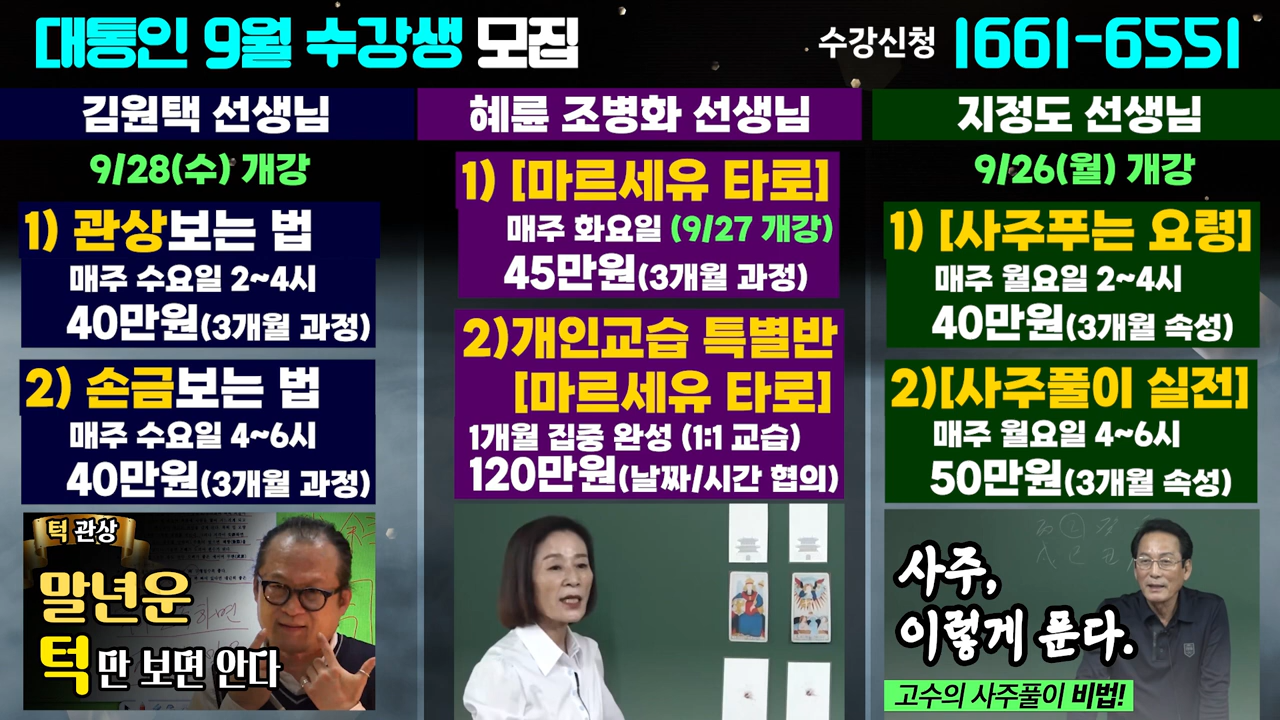 대통인 9월 수강생 모집
수강신청 1661-6551
김원택 선생님
9/28(수) 개강
1) 관상보는 법
매주 수요일 2~4시
40만원(3개월 과정)
2) 손금보는 법
매주 수요일 4~6시
40만원(3개월 과정)
턱 관상
말년운
턱만 보면 안다
혜륜 조병화 선생님
1) [마르세유 타로]
매주 화요일 (9/27 개강)
45만원(3개월 과정)
2)개인교습 특별반
[마르세유 타로]
1개월 집중 완성 (1:1 교습)
120만원(날짜/시간 협의)
지정도 선생님
9/26(월) 개강
1) [사주푸는 요령]
매주 월요일 2~4시
40만원(3개월 속성)
2)[사주풀이 실전]
매주 월요일 4~6시
50만원(3개월 속성)
사주,
이렇게 푼다.
고수의 사주풀이 비법!